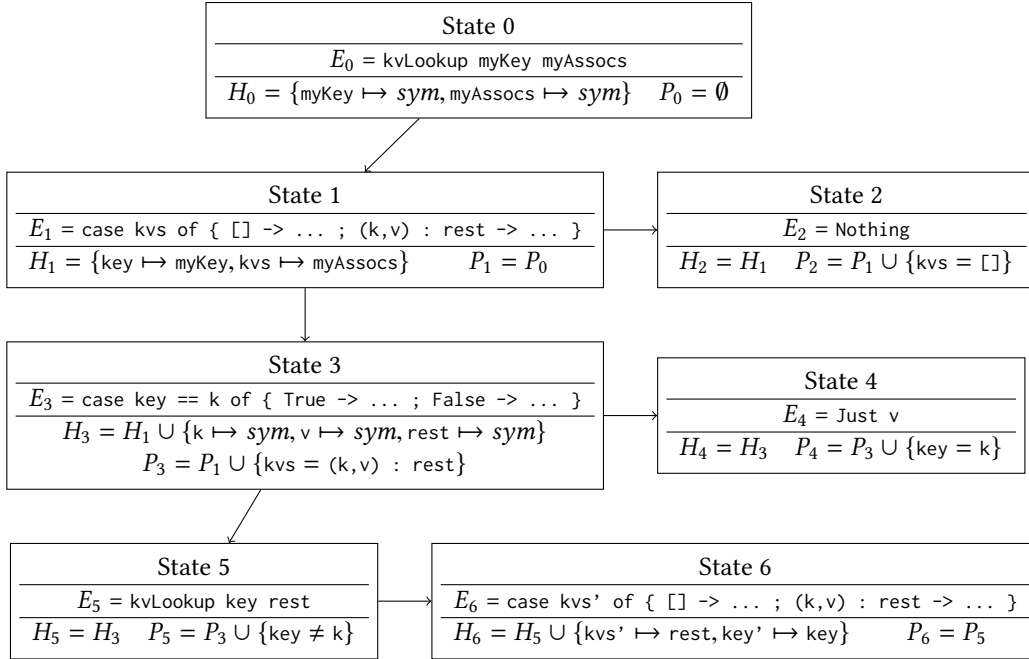 State 0
E₀ = kvLookup myKey myAssocs
H₀ = {myKey ↦ sym, myAssocs ↦ sym} P₀ = ∅
State 1
E₁ = case kvs of { [] -> ... ; (k,v) : rest -> ... }
H₁ = {key ↦ myKey, kvs ↦ myAssocs} P₁ = P₀
State 2
E₂ = Nothing
H₂ = H₁ P₂ = P₁ ∪ {kvs = []}
State 3
E₃ = case key == k of { True -> ... ; False -> ... }
H₃ = H₁ ∪ {k ↦ sym, v ↦ sym, rest ↦ sym}
P₃ = P₁ ∪ {kvs = (k,v) : rest}
State 4
E₄ = Just v
H₄ = H₃ P₄ = P₃ ∪ {key = k}
State 5
E₅ = kvLookup key rest
H₅ = H₃ P₅ = P₃ ∪ {key ≠ k}
State 6
E₆ = case kvs' of { [] -> ... ; (k,v) : rest -> ... }
H₆ = H₅ ∪ {kvs' ↦ rest, key' ↦ key} P₆ = P₅